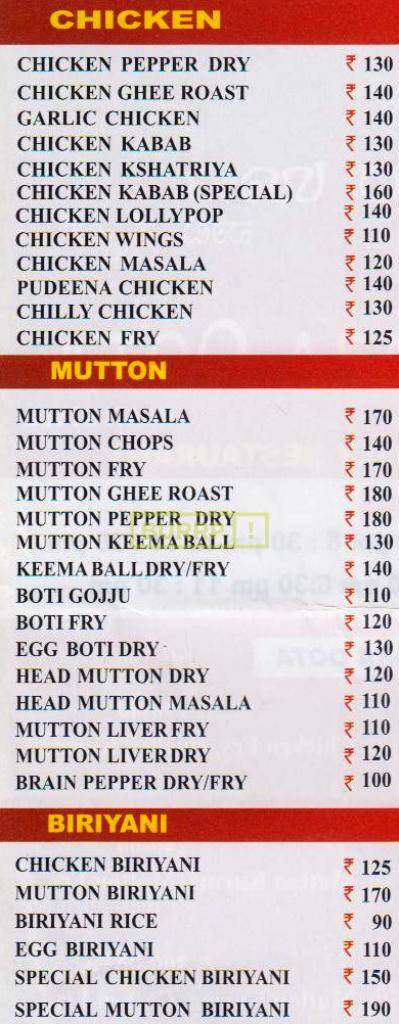 CHICKEN
CHICKEN PEPPER DRY ₹ 130
CHICKEN GHEE ROAST ₹ 140
GARLIC CHICKEN ₹ 140
CHICKEN KABAB ₹ 130
CHICKEN KSHATRIYA ₹ 130
CHICKEN KABAB (SPECIAL) ₹ 160
CHICKEN LOLLYPOP ₹ 140
CHICKEN WINGS ₹ 110
CHICKEN MASALA ₹ 120
PUDEENA CHICKEN ₹ 140
CHILLY CHICKEN ₹ 130
CHICKEN FRY ₹ 125
MUTTON
MUTTON MASALA ₹ 170
MUTTON CHOPS ₹ 140
MUTTON FRY ₹ 170
MUTTON GHEE ROAST ₹ 180
MUTTON PEPPER DRY ₹ 180
BURRP!
MUTTON KEEMA BALL ₹ 130
KEEMA BALL DRY/FRY ₹ 140
BOTI GOJJU ₹ 110
BOTI FRY ₹ 120
EGG BOTI DRY ₹ 130
HEAD MUTTON DRY ₹ 120
HEAD MUTTON MASALA ₹ 110
MUTTON LIVER FRY ₹ 110
MUTTON LIVER DRY ₹ 120
BRAIN PEPPER DRY/FRY ₹ 100
BIRIYANI
CHICKEN BIRIYANI ₹ 125
MUTTON BIRIYANI ₹ 170
BIRIYANI RICE ₹ 90
EGG BIRIYANI ₹ 110
SPECIAL CHICKEN BIRIYANI ₹ 150
SPECIAL MUTTON BIRIYANI ₹ 190